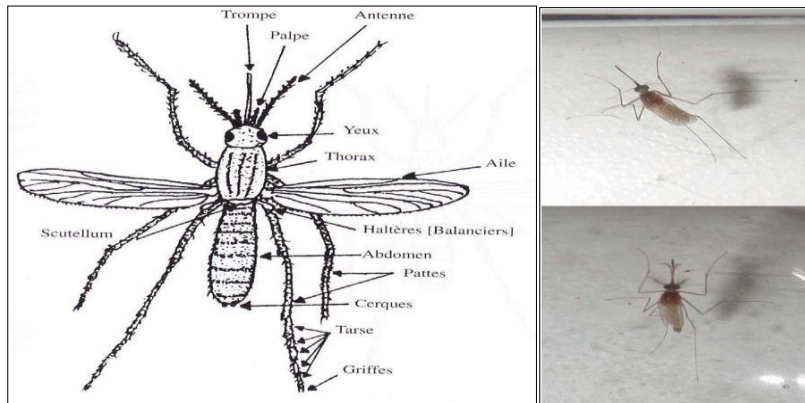 Trompe
Antenne
Palpe
Yeux
Thorax
Aile
Scutellum
Haltères [Balanciers]
Abdomen
Pattes
Cerques
Tarse
Griffes